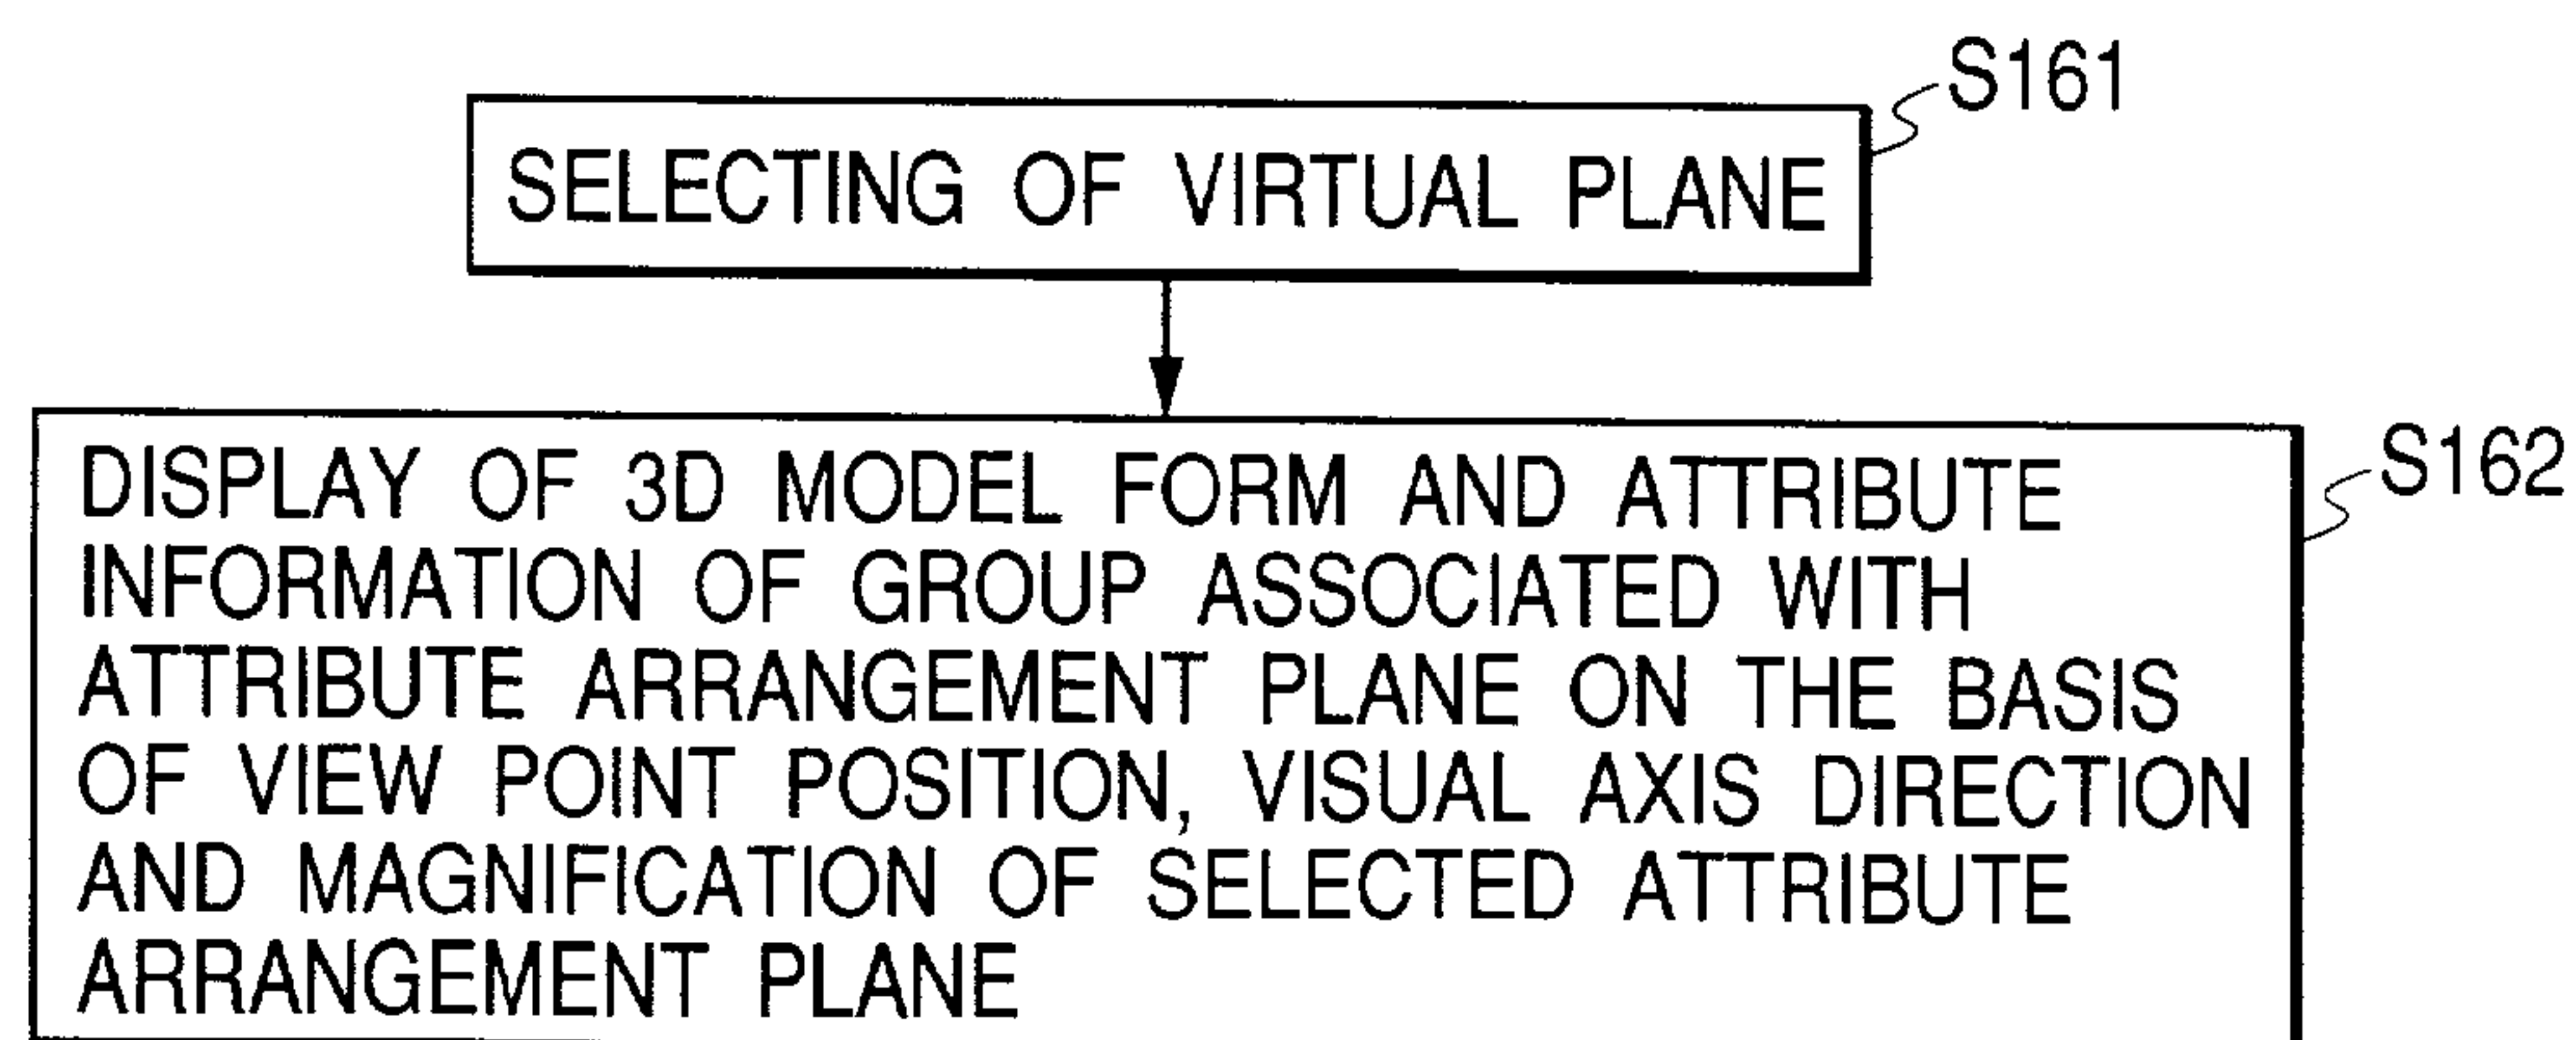 S161
SELECTING OF VIRTUAL PLANE
S162
DISPLAY OF 3D MODEL FORM AND ATTRIBUTE
INFORMATION OF GROUP ASSOCIATED WITH
ATTRIBUTE ARRANGEMENT PLANE ON THE BASIS
OF VIEW POINT POSITION, VISUAL AXIS DIRECTION
AND MAGNIFICATION OF SELECTED ATTRIBUTE
ARRANGEMENT PLANE